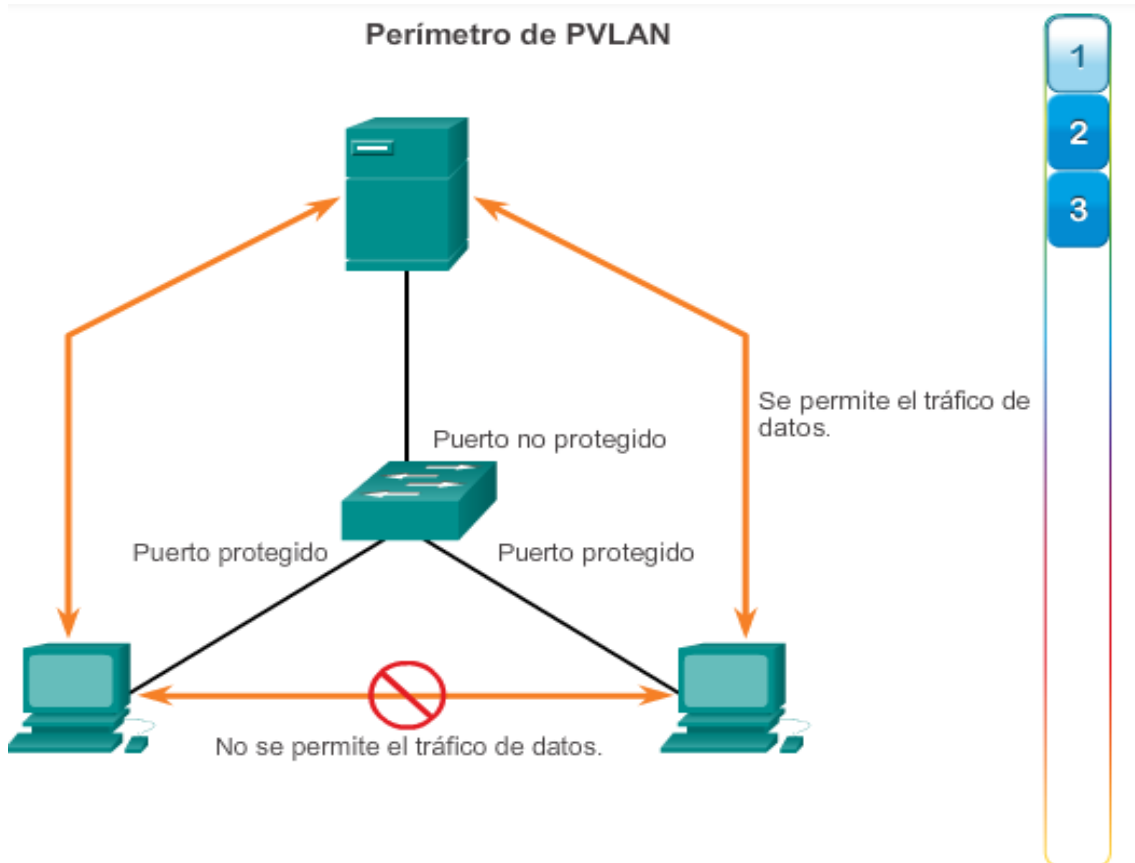 Perímetro de PVLAN
1
2
3
Se permite el tráfico de
datos.
Puerto no protegido
Puerto protegido
Puerto protegido
No se permite el tráfico de datos.